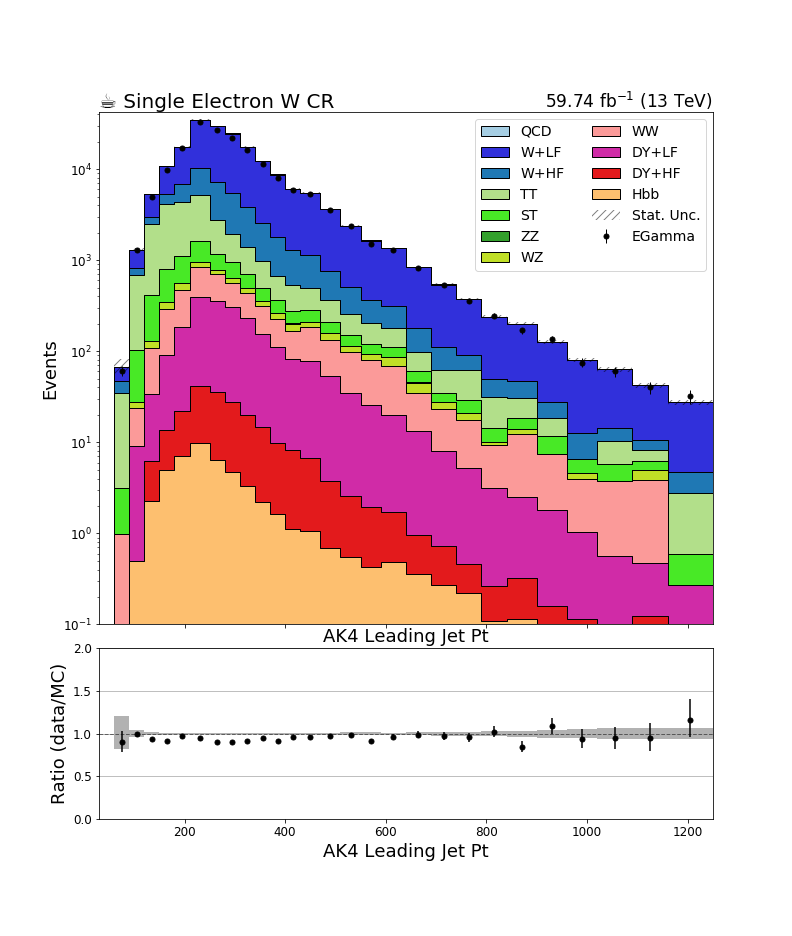 ☕ Single Electron W CR
59.74 fb⁻¹ (13 TeV)
QCD
W+LF
W+HF
TT
ST
ZZ
WZ
WW
DY+LF
DY+HF
Hbb
Stat. Unc.
EGamma
Events
10⁴
10³
10²
10¹
10⁰
10⁻¹
AK4 Leading Jet Pt
Ratio (data/MC)
2.0
1.5
1.0
0.5
0.0
200 400 600 800 1000 1200
AK4 Leading Jet Pt